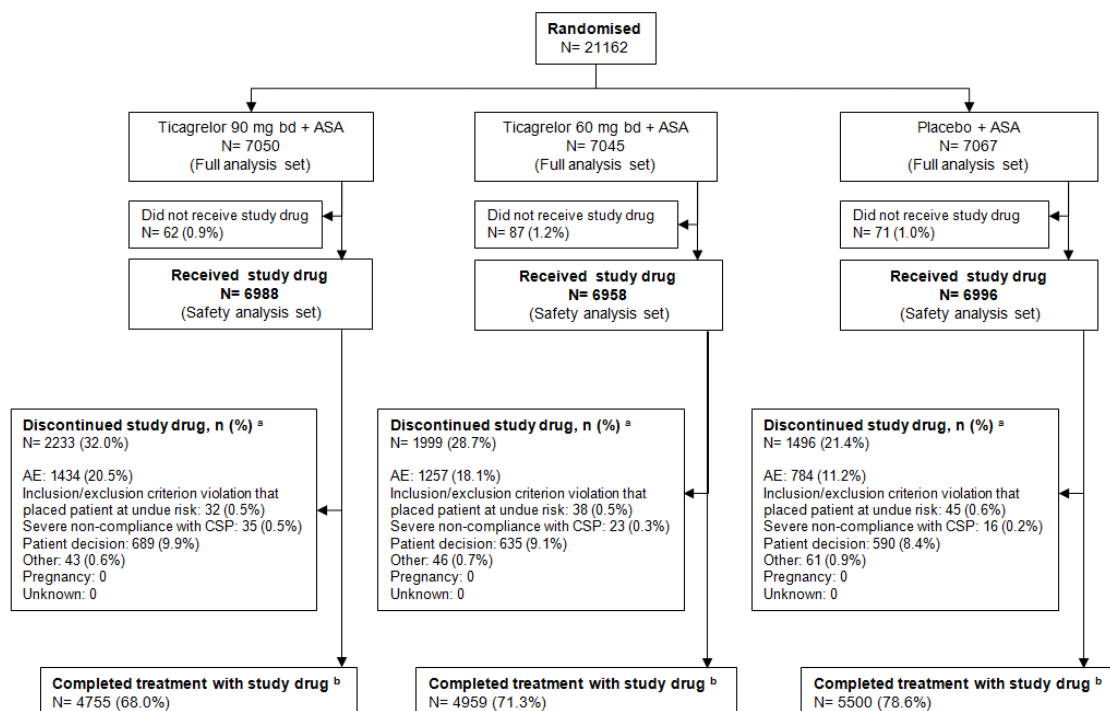 Randomised
N= 21162
Ticagrelor 90 mg bd + ASA
N= 7050
(Full analysis set)
Ticagrelor 60 mg bd + ASA
N= 7045
(Full analysis set)
Placebo + ASA
N= 7067
(Full analysis set)
Did not receive study drug
N= 62 (0.9%)
Did not receive study drug
N= 87 (1.2%)
Did not receive study drug
N= 71 (1.0%)
Received study drug
N= 6988
(Safety analysis set)
Received study drug
N= 6958
(Safety analysis set)
Received study drug
N= 6996
(Safety analysis set)
Discontinued study drug, n (%) a
N= 2233 (32.0%)
AE: 1434 (20.5%)
Inclusion/exclusion criterion violation that
placed patient at undue risk: 32 (0.5%)
Severe non-compliance with CSP: 35 (0.5%)
Patient decision: 689 (9.9%)
Other: 43 (0.6%)
Pregnancy: 0
Unknown: 0
Discontinued study drug, n (%) a
N= 1999 (28.7%)
AE: 1257 (18.1%)
Inclusion/exclusion criterion violation that
placed patient at undue risk: 38 (0.5%)
Severe non-compliance with CSP: 23 (0.3%)
Patient decision: 635 (9.1%)
Other: 46 (0.7%)
Pregnancy: 0
Unknown: 0
Discontinued study drug, n (%) a
N= 1496 (21.4%)
AE: 784 (11.2%)
Inclusion/exclusion criterion violation that
placed patient at undue risk: 45 (0.6%)
Severe non-compliance with CSP: 16 (0.2%)
Patient decision: 590 (8.4%)
Other: 61 (0.9%)
Pregnancy: 0
Unknown: 0
Completed treatment with study drug b
N= 4755 (68.0%)
Completed treatment with study drug b
N= 4959 (71.3%)
Completed treatment with study drug b
N= 5500 (78.6%)